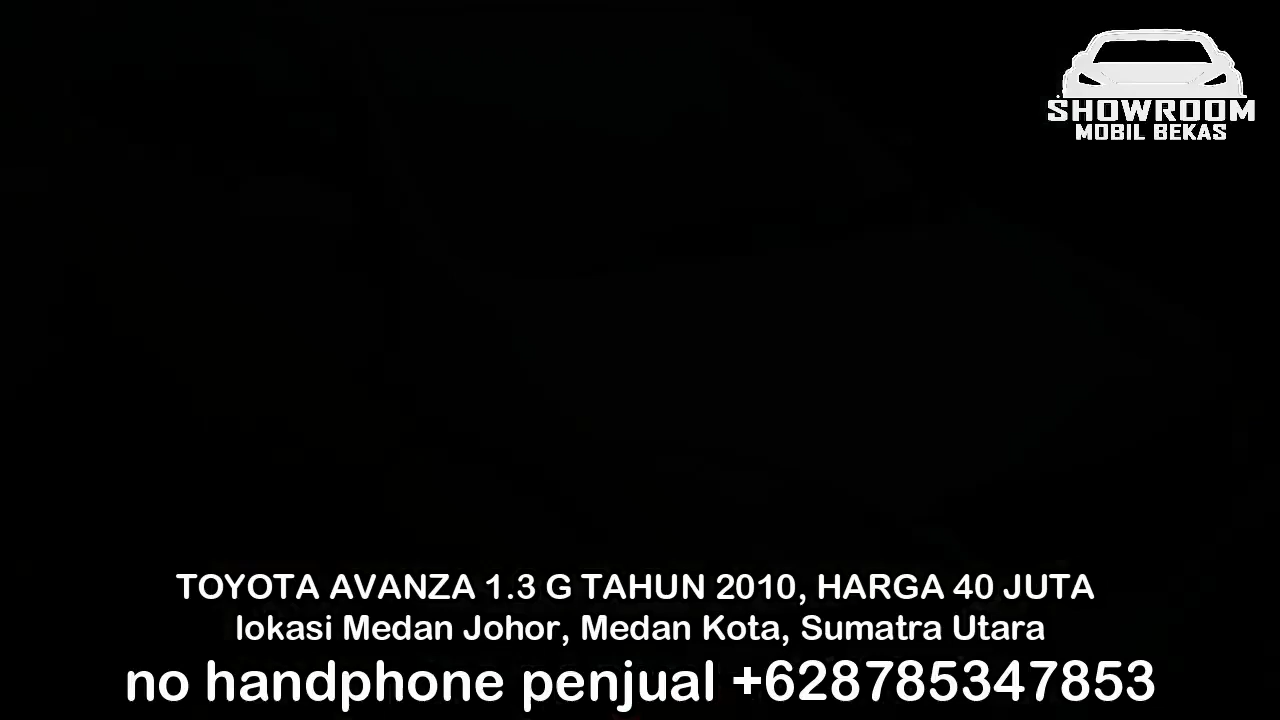 SHOWROOM
MOBIL BEKAS
TOYOTA AVANZA 1.3 G TAHUN 2010, HARGA 40 JUTA
lokasi Medan Johor, Medan Kota, Sumatra Utara
no handphone penjual +628785347853